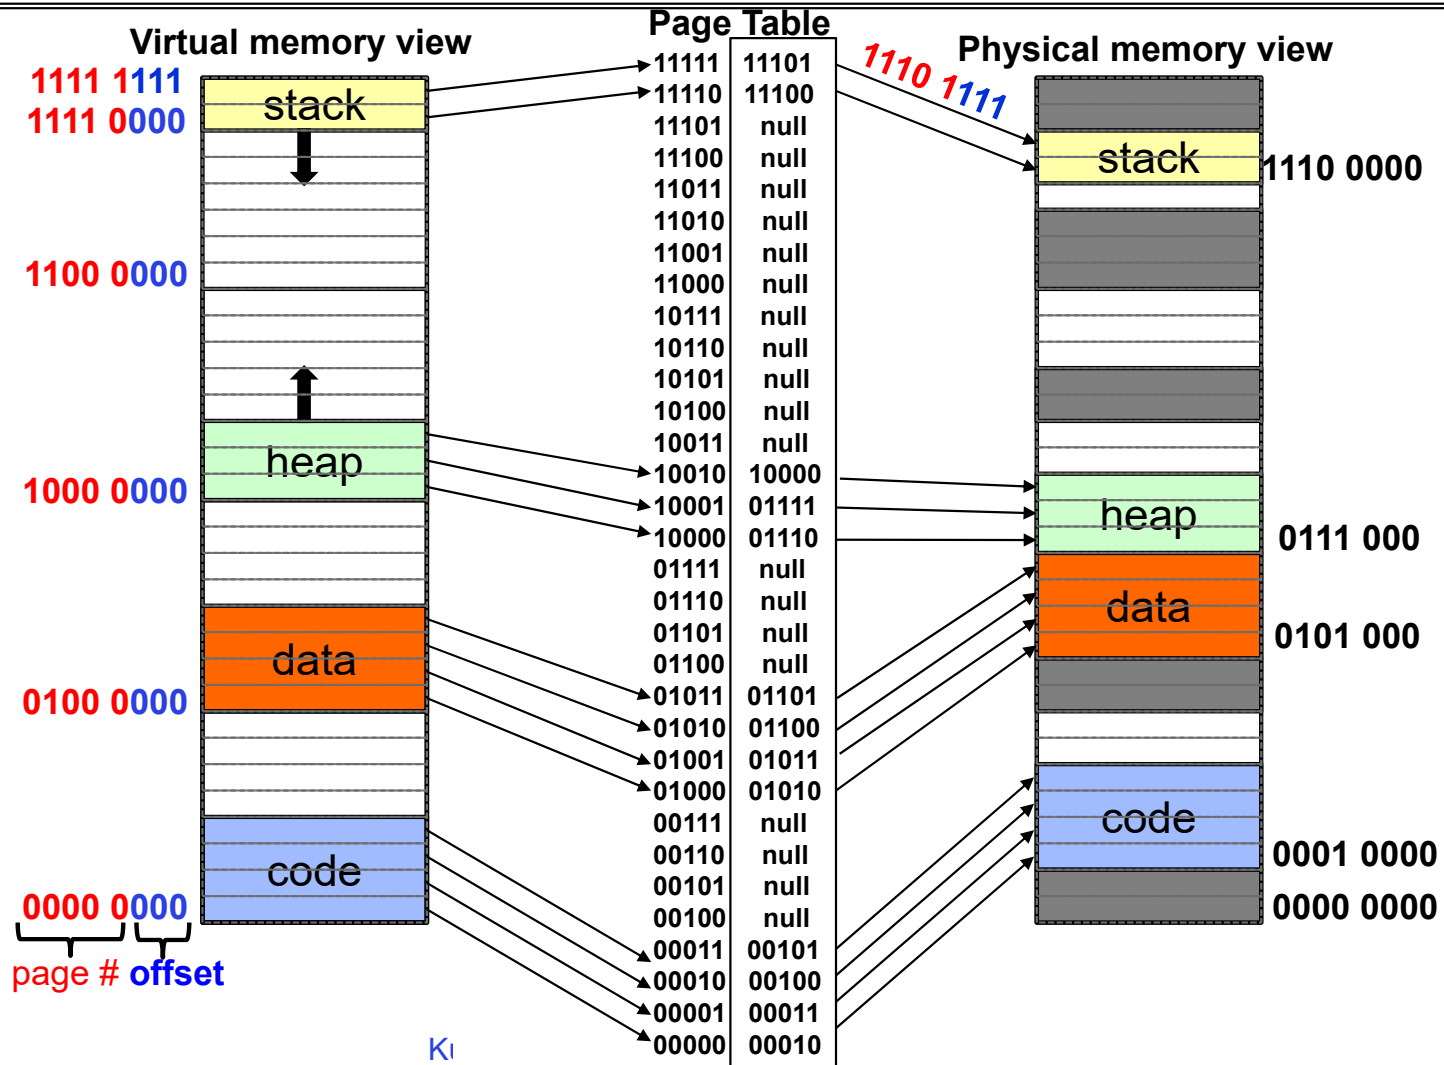 Page Table
Virtual memory view
Physical memory view
1111 1111
1111 0000
1100 0000
1000 0000
0100 0000
0000 0000
page # offset
stack
heap
data
code
11111 11101
11110 11100
11101 null
11100 null
11011 null
11010 null
11001 null
11000 null
10111 null
10110 null
10101 null
10100 null
10011 null
10010 10000
10001 01111
10000 01110
01111 null
01110 null
01101 null
01100 null
01011 01101
01010 01100
01001 01011
01000 01010
00111 null
00110 null
00101 null
00100 null
00011 00101
00010 00100
00001 00011
00000 00010
1110 1111
stack
1110 0000
heap
0111 000
data
0101 000
code
0001 0000
0000 0000